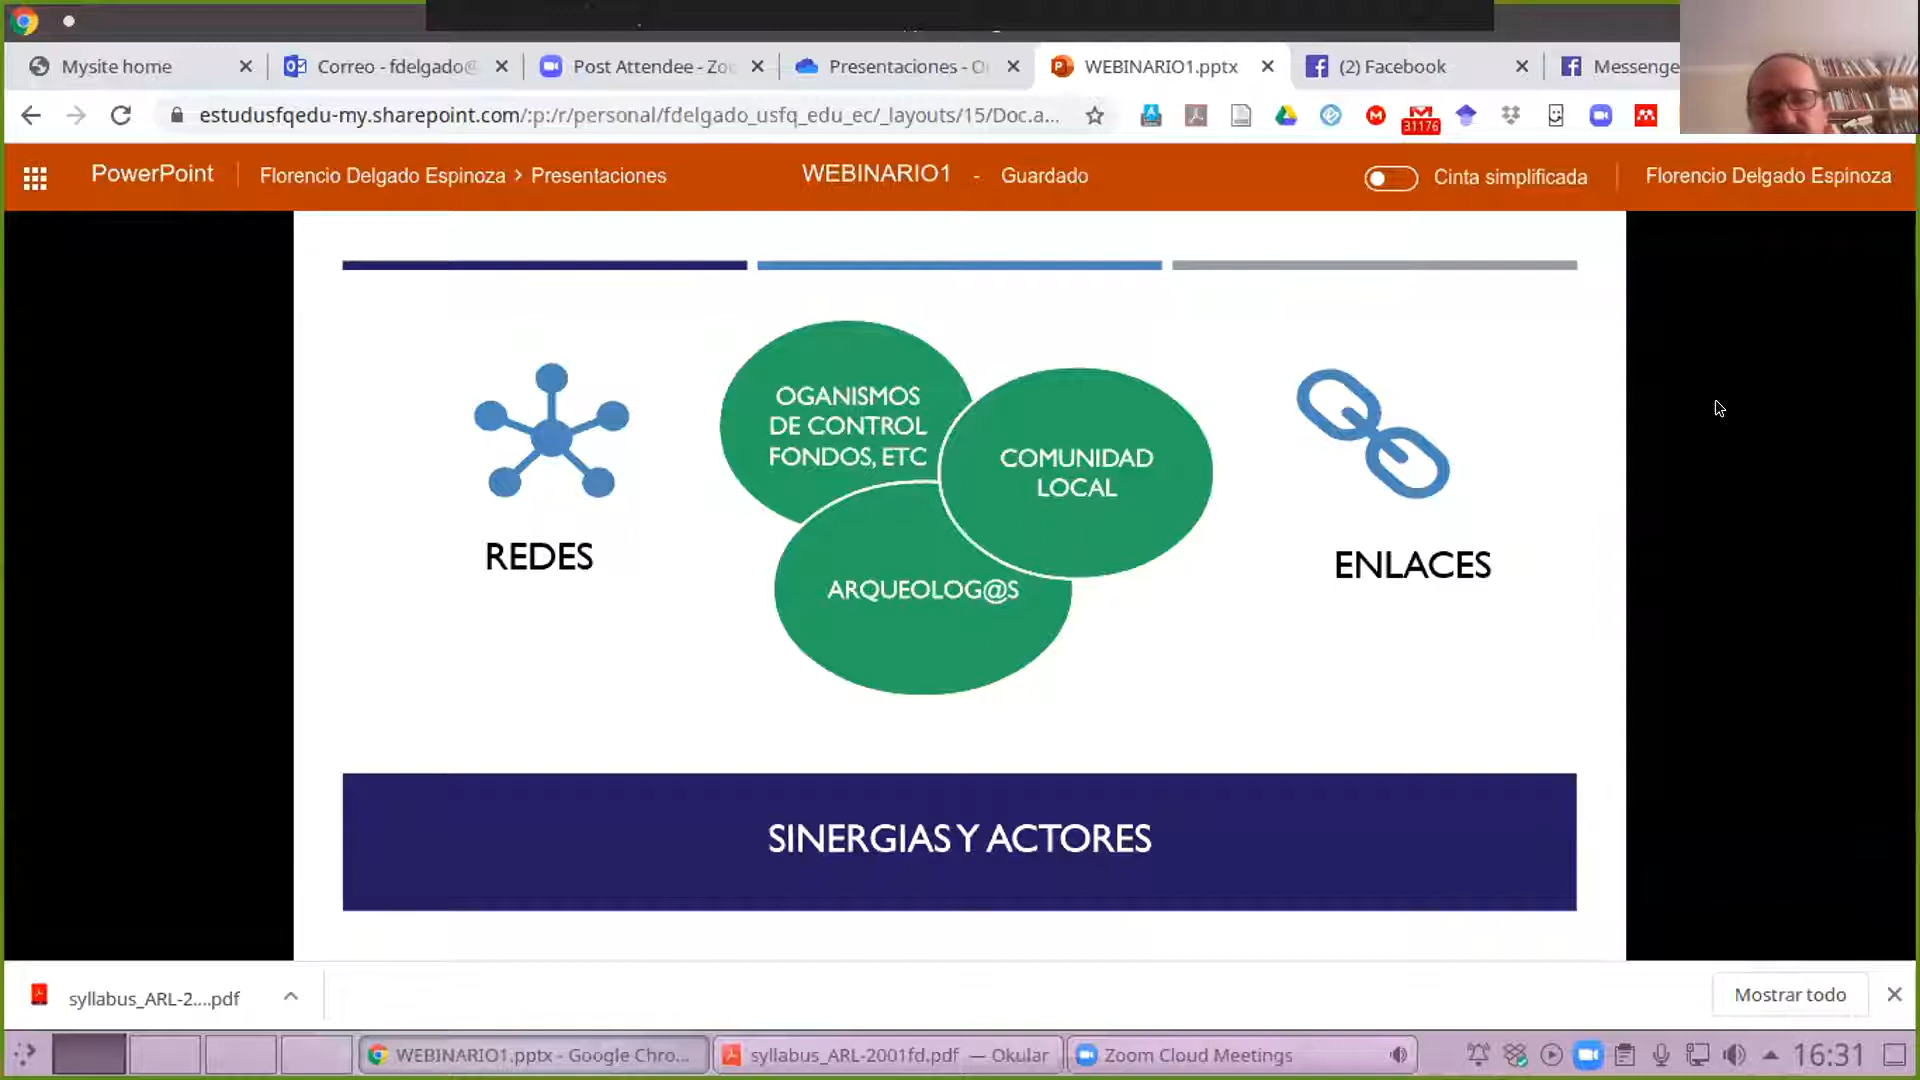 Mysite home
Correo - fdelgado@
Post Attendee - Zo
Presentaciones - O
WEBINARIO1.pptx
(2) Facebook
Messenge
estudusfqedu-my.sharepoint.com/:p:/r/personal/fdelgado_usfq_edu_ec/_layouts/15/Doc.a...
31176
PowerPoint
Florencio Delgado Espinoza > Presentaciones
WEBINARIO1 - Guardado
Cinta simplificada
Florencio Delgado Espinoza
OGANISMOS
DE CONTROL
FONDOS, ETC
COMUNIDAD
LOCAL
ARQUEOLOG@S
REDES
ENLACES
SINERGIAS Y ACTORES
syllabus_ARL-2....pdf
Mostrar todo
WEBINARIO1.pptx - Google Chro...
syllabus_ARL-2001fd.pdf — Okular
Zoom Cloud Meetings
16:31